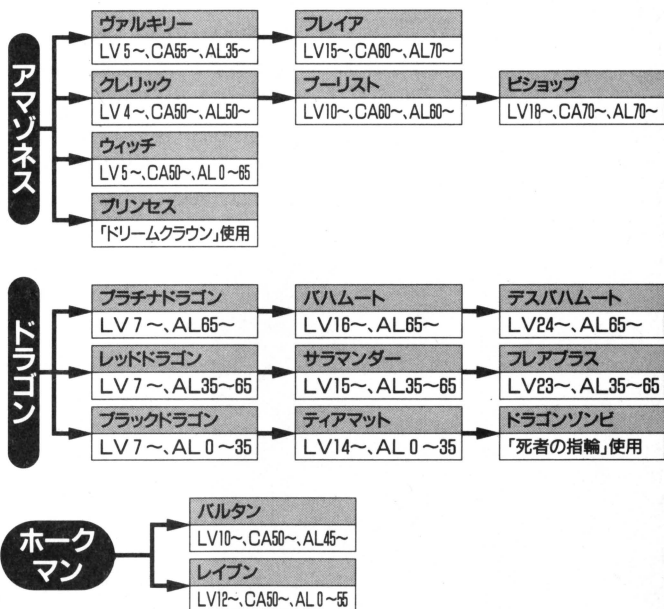 アマゾネス
ヴァルキリー
LV5～、CA55～、AL35～
フレイア
LV15～、CA60～、AL70～
クレリック
LV4～、CA50～、AL50～
プーリスト
LV10～、CA60～、AL60～
ビショップ
LV18～、CA70～、AL70～
ウィッチ
LV5～、CA50～、AL0～65
プリンセス
「ドリームクラウン」使用
ドラゴン
プラチナドラゴン
LV7～、AL65～
バハムート
LV16～、AL65～
デスバハムート
LV24～、AL65～
レッドドラゴン
LV7～、AL35～65
サラマンダー
LV15～、AL35～65
フレアブラス
LV23～、AL35～65
ブラックドラゴン
LV7～、AL0～35
ティアマット
LV14～、AL0～35
ドラゴンゾンビ
「死者の指輪」使用
ホーク
マン
バルタン
LV10～、CA50～、AL45～
レイブン
LV12～、CA50～、AL0～55